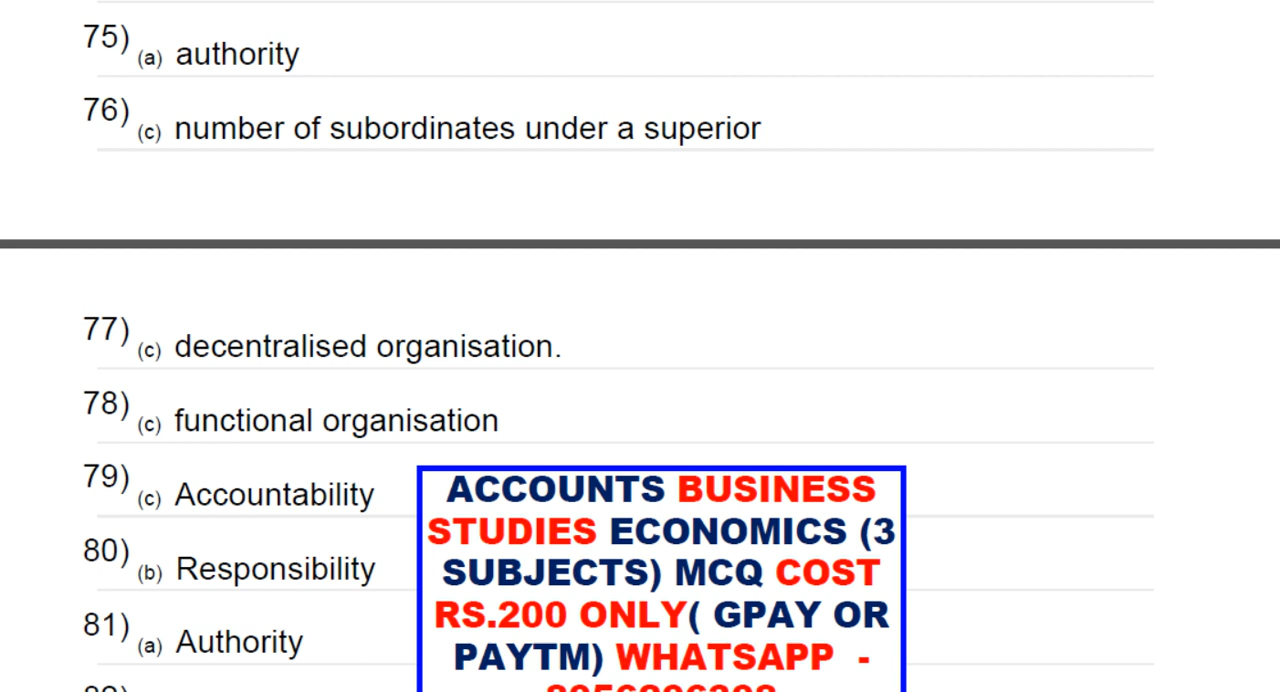 75) (a) authority
76) (c) number of subordinates under a superior
77) (c) decentralised organisation.
78) (c) functional organisation
79) (c) Accountability
80) (b) Responsibility
81) (a) Authority
ACCOUNTS BUSINESS
STUDIES ECONOMICS (3
SUBJECTS) MCQ COST
RS.200 ONLY( GPAY OR
PAYTM) WHATSAPP -